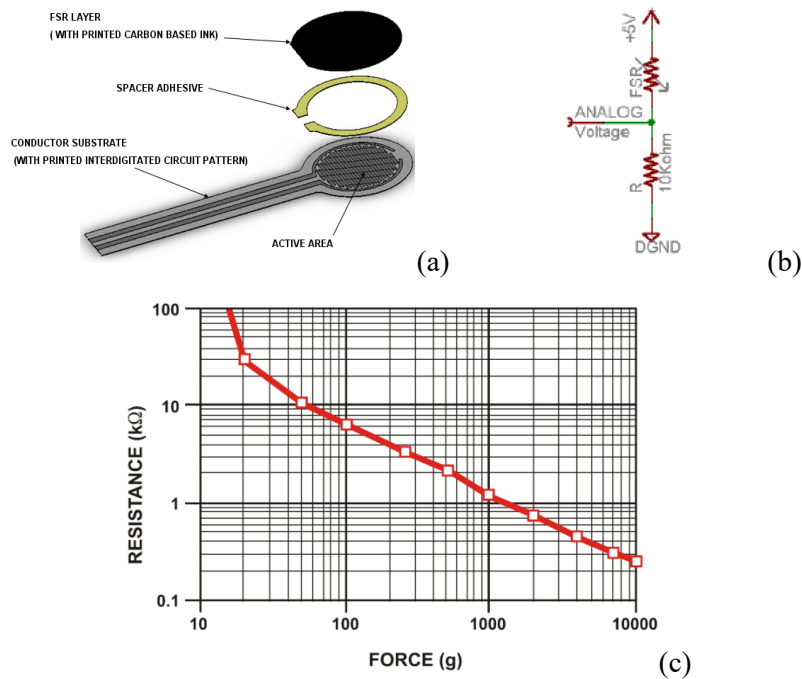 FSR LAYER
( WITH PRINTED CARBON BASED INK)
SPACER ADHESIVE
CONDUCTOR SUBSTRATE
(WITH PRINTED INTERDIGITATED CIRCUIT PATTERN)
ACTIVE AREA
(a)
+5V
FSR
ANALOG
Voltage
R
10Kohm
DGND
(b)
100
10
1
0.1
RESISTANCE (kΩ)
10
100
1000
10000
FORCE (g)
(c)